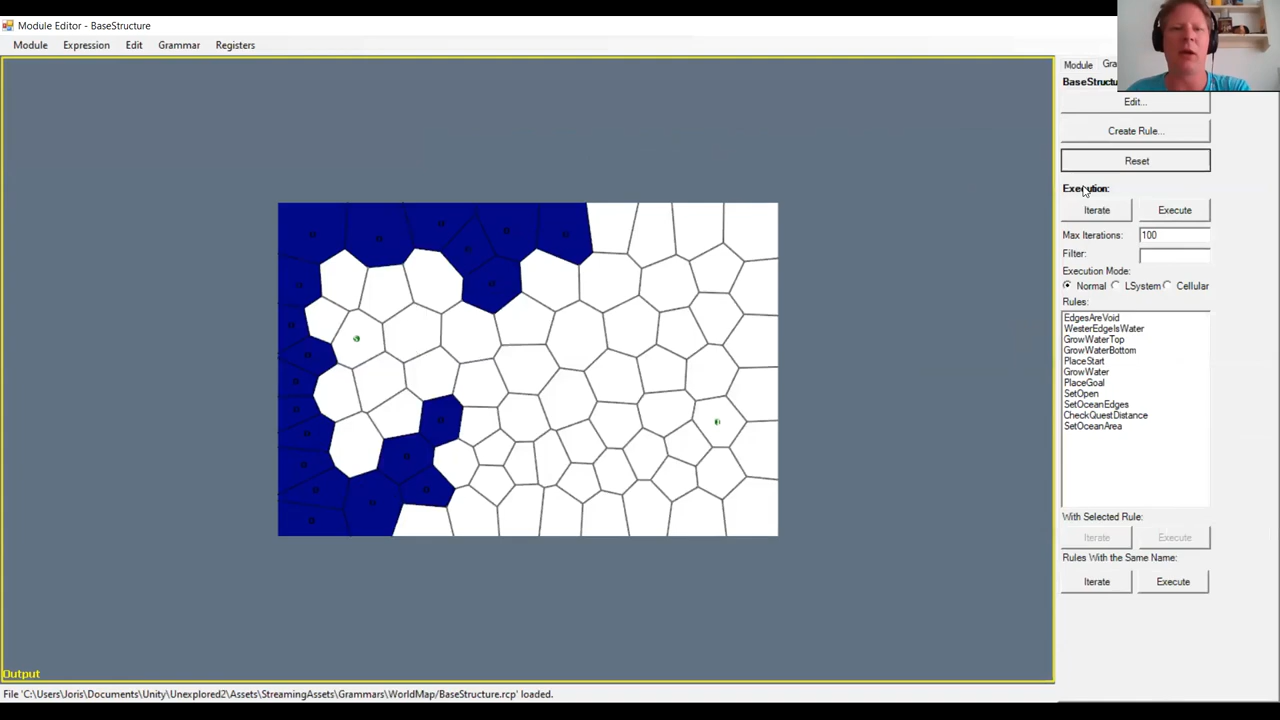 Module Editor - BaseStructure
Module Expression Edit Grammar Registers
Module
BaseStructu
Edit...
Create Rule...
Reset
Execution:
Iterate Execute
Max Iterations: 100
Filter:
Execution Mode:
Normal LSystem Cellular
Rules:
EdgesAreVoid
WesterEdgeIsWater
GrowWaterTop
GrowWaterBottom
PlaceStart
GrowWater
PlaceGoal
SetOpen
SetOceanEdges
CheckQuestDistance
SetOceanArea
With Selected Rule:
Iterate Execute
Rules With the Same Name:
Iterate Execute
Output
File 'C:\Users\Joris\Documents\Unity\Unexplored2\Assets\StreamingAssets\Grammars\WorldMap/BaseStructure.rcp' loaded.